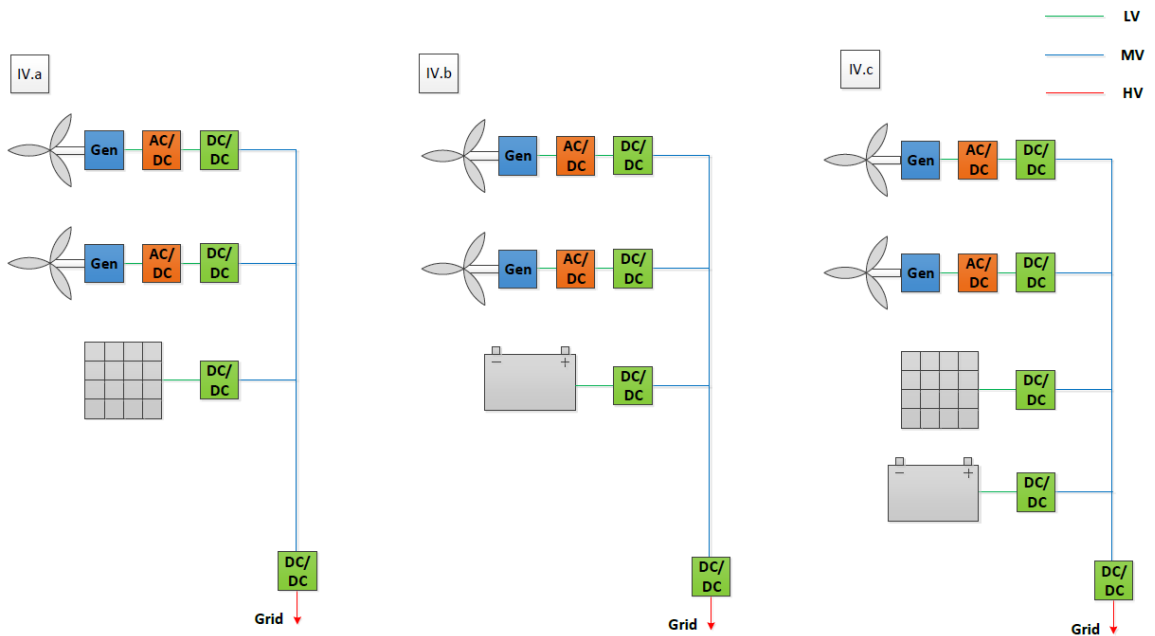 LV
MV
HV
IV.a
Gen
AC/
DC
DC/
DC
Gen
AC/
DC
DC/
DC
DC/
DC
DC/
DC
Grid
IV.b
Gen
AC/
DC
DC/
DC
Gen
AC/
DC
DC/
DC
−
+
DC/
DC
DC/
DC
Grid
IV.c
Gen
AC/
DC
DC/
DC
Gen
AC/
DC
DC/
DC
DC/
DC
−
+
DC/
DC
DC/
DC
Grid